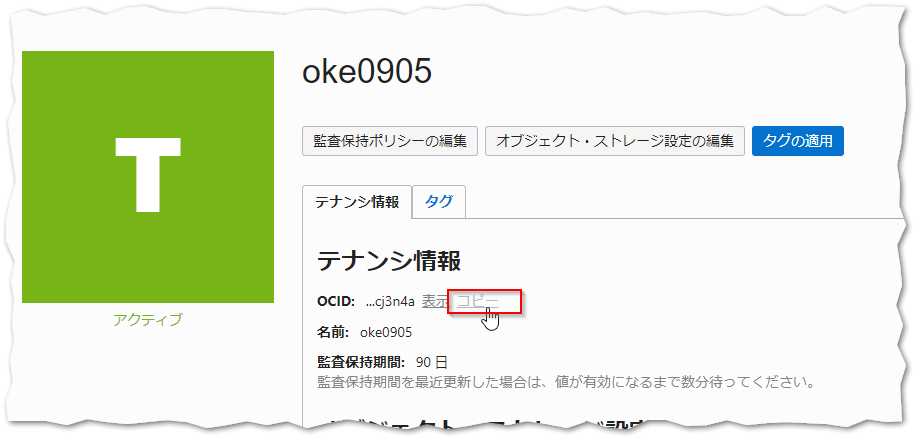 T
アクティブ
oke0905
監査保持ポリシーの編集 オブジェクト・ストレージ設定の編集 タグの適用
テナンシ情報 タグ
テナンシ情報
OCID: ...cj3n4a 表示 コピー
名前: oke0905
監査保持期間: 90 日
監査保持期間を最近更新した場合は、値が有効になるまで数分待ってください。